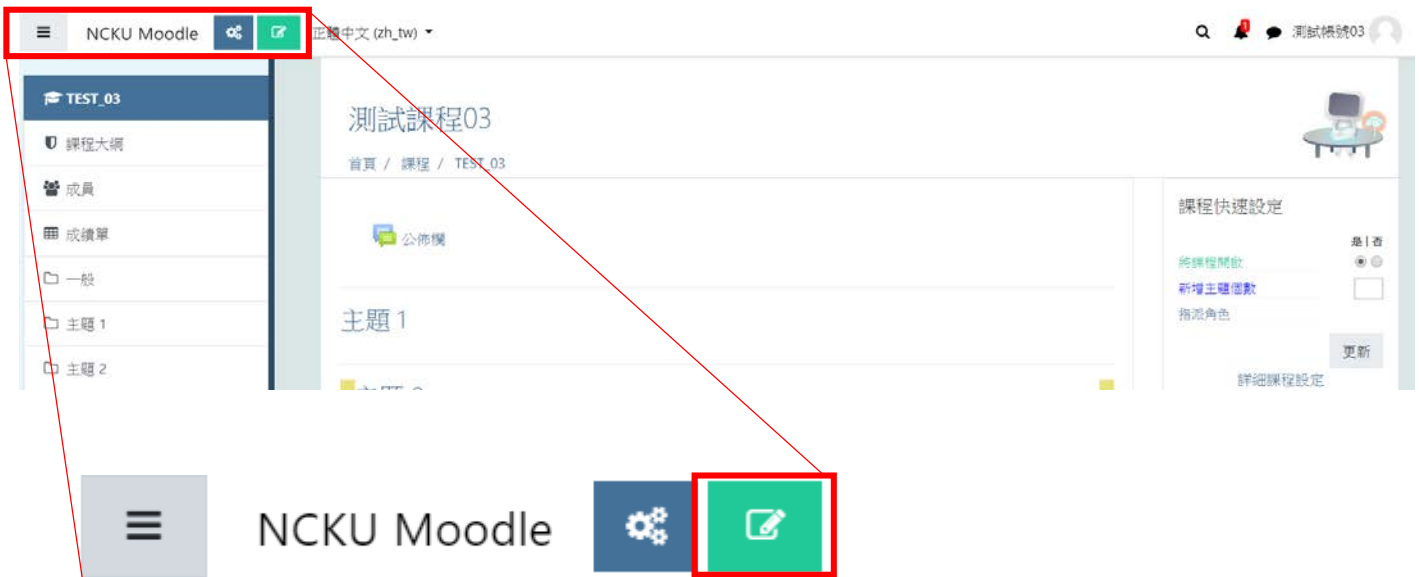 NCKU Moodle
正體中文 (zh_tw)
測試帳號03
TEST_03
課程大綱
成員
成績單
一般
主題 1
主題 2
測試課程03
首頁 / 課程 / TEST_03
公佈欄
主題 1
課程快速設定
是 | 否
將課程開啟
新增主題個數
指派角色
更新
詳細課程設定
NCKU Moodle